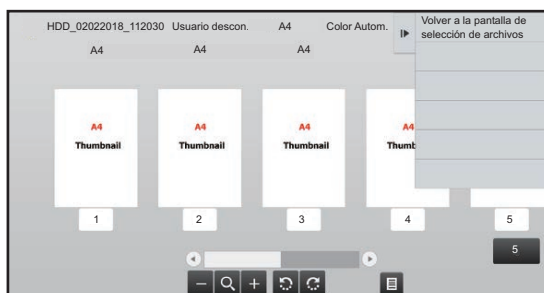 HDD_02022018_112030 Usuario descon. A4 Color Autom.
Volver a la pantalla de
selección de archivos
A4 A4 A4
A4 A4 A4 A4
Thumbnail Thumbnail Thumbnail Thumb
1 2 3 4 5
5